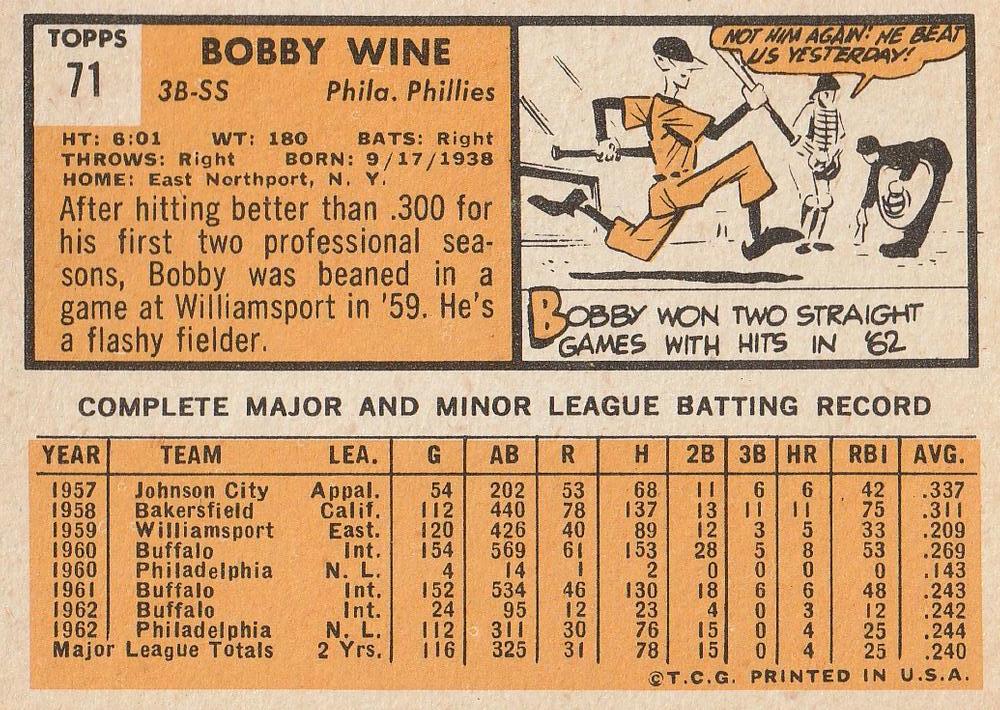 TOPPS
71
BOBBY WINE
3B-SS Phila. Phillies
HT: 6:01 WT: 180 BATS: Right
THROWS: Right BORN: 9/17/1938
HOME: East Northport, N. Y.
After hitting better than .300 for
his first two professional sea-
sons, Bobby was beaned in a
game at Williamsport in '59. He's
a flashy fielder.
NOT HIM AGAIN! HE BEAT
US YESTERDAY!
BOBBY WON TWO STRAIGHT
GAMES WITH HITS IN '62
COMPLETE MAJOR AND MINOR LEAGUE BATTING RECORD
YEAR TEAM LEA. G AB R H 2B 3B HR RBI AVG.
1957 Johnson City Appal. 54 202 53 68 11 6 6 42 .337
1958 Bakersfield Calif. 112 440 78 137 13 11 11 75 .311
1959 Williamsport East. 120 426 40 89 12 3 5 33 .209
1960 Buffalo Int. 154 569 61 153 28 5 8 53 .269
1960 Philadelphia N. L. 4 14 1 2 0 0 0 0 .143
1961 Buffalo Int. 152 534 46 130 18 6 6 48 .243
1962 Buffalo Int. 24 95 12 23 4 0 3 12 .242
1962 Philadelphia N. L. 112 311 30 76 15 0 4 25 .244
Major League Totals 2 Yrs. 116 325 31 78 15 0 4 25 .240
©T.C.G. PRINTED IN U.S.A.